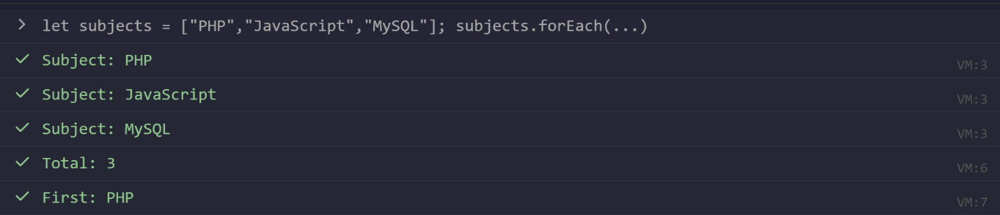 > let subjects = ["PHP","JavaScript","MySQL"]; subjects.forEach(...)
✓ Subject: PHP VM:3
✓ Subject: JavaScript VM:3
✓ Subject: MySQL VM:3
✓ Total: 3 VM:6
✓ First: PHP VM:7